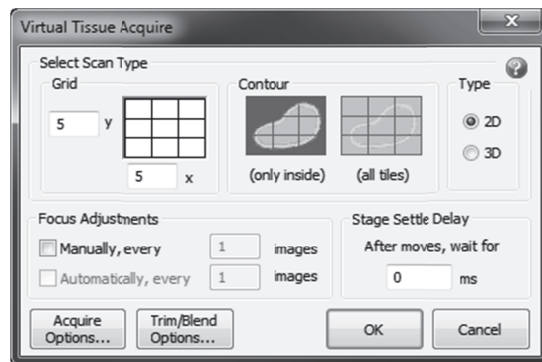 Virtual Tissue Acquire
x
Select Scan Type
?
Grid
5 y
5 x
Contour
(only inside) (all tiles)
Type
2D
3D
Focus Adjustments
Manually, every 1 images
Automatically, every 1 images
Stage Settle Delay
After moves, wait for
0 ms
Acquire
Options...
Trim/Blend
Options...
OK
Cancel